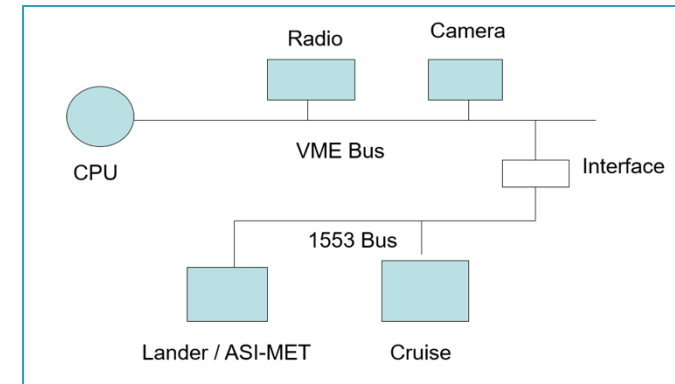 Radio
Camera
VME Bus
CPU
Interface
1553 Bus
Lander / ASI-MET
Cruise